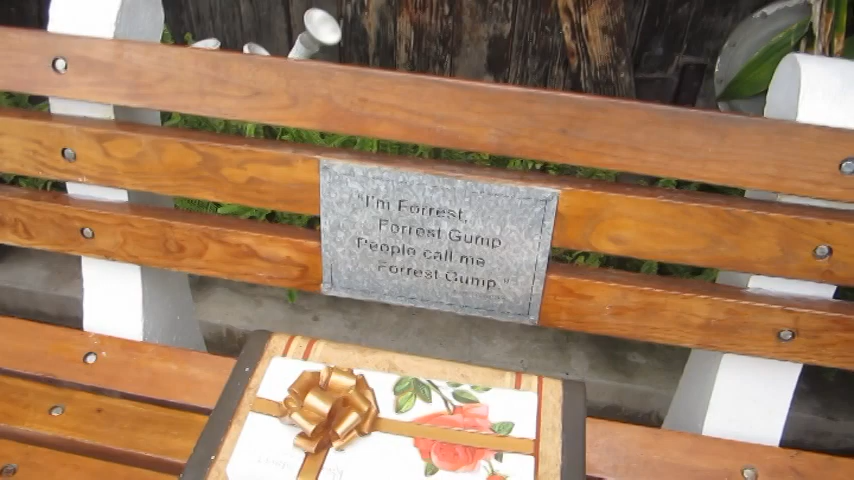 "I'm Forrest,
Forrest Gump
People call me
Forrest Gump."